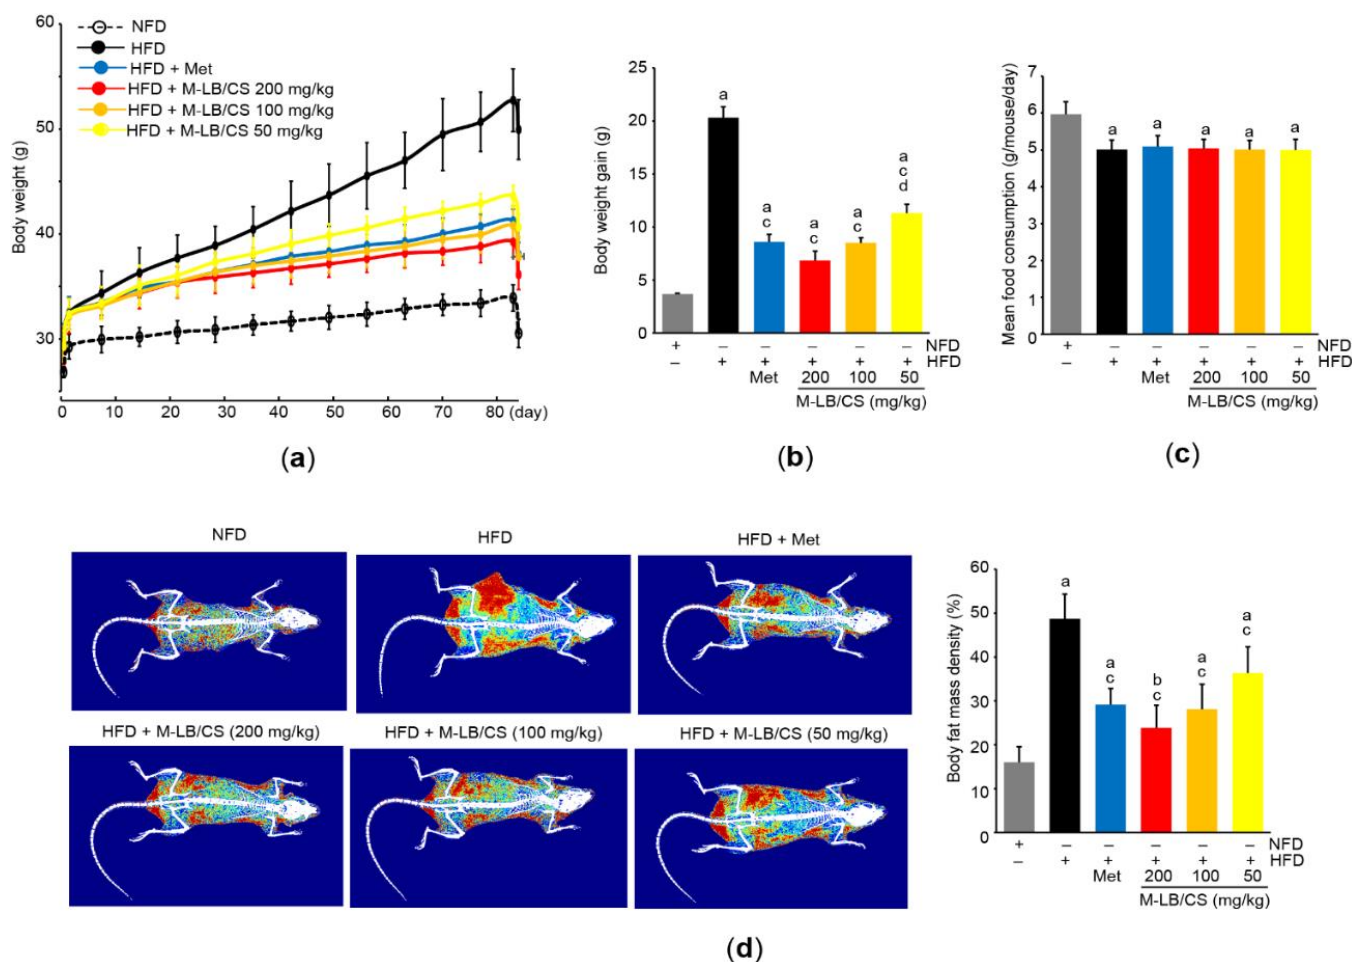 60
50
40
30
Body weight (g)
NFD
HFD
HFD + Met
HFD + M-LB/CS 200 mg/kg
HFD + M-LB/CS 100 mg/kg
HFD + M-LB/CS 50 mg/kg
0 10 20 30 40 50 60 70 80 (day)
(a)
25
20
15
10
5
0
Body weight gain (g)
a
a
c
a
c
a
c
a
c
d
+ – – – – – NFD
– + + + + + HFD
Met 200 100 50
M-LB/CS (mg/kg)
(b)
7
6
5
4
3
2
1
0
Mean food consumption (g/mouse/day)
a a a a a
+ – – – – – NFD
– + + + + + HFD
Met 200 100 50
M-LB/CS (mg/kg)
(c)
NFD HFD HFD + Met
HFD + M-LB/CS (200 mg/kg) HFD + M-LB/CS (100 mg/kg) HFD + M-LB/CS (50 mg/kg)
60
50
40
30
20
10
0
Body fat mass density (%)
a
a
c
b
c
a
c
a
c
+ – – – – – NFD
– + + + + + HFD
Met 200 100 50
M-LB/CS (mg/kg)
(d)